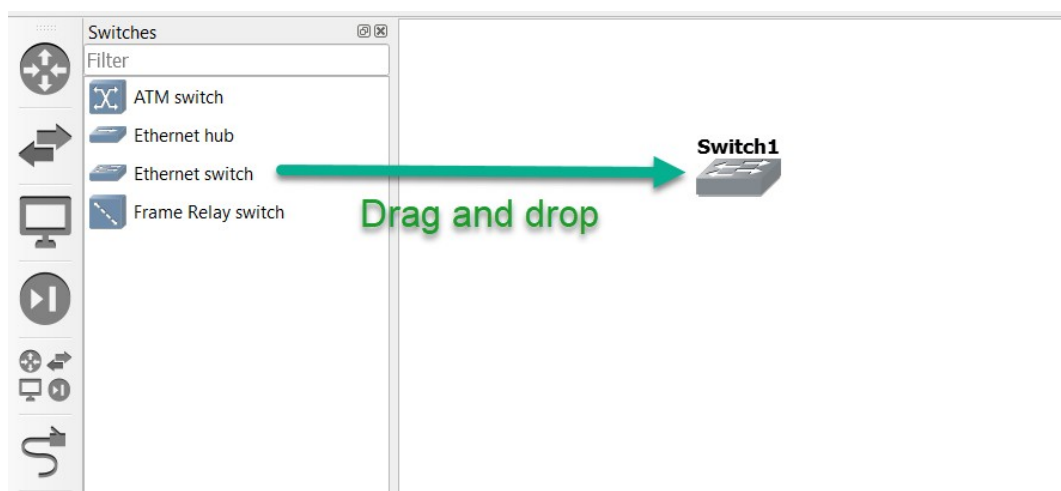 Switches
Filter
ATM switch
Ethernet hub
Ethernet switch
Frame Relay switch
Drag and drop
Switch1